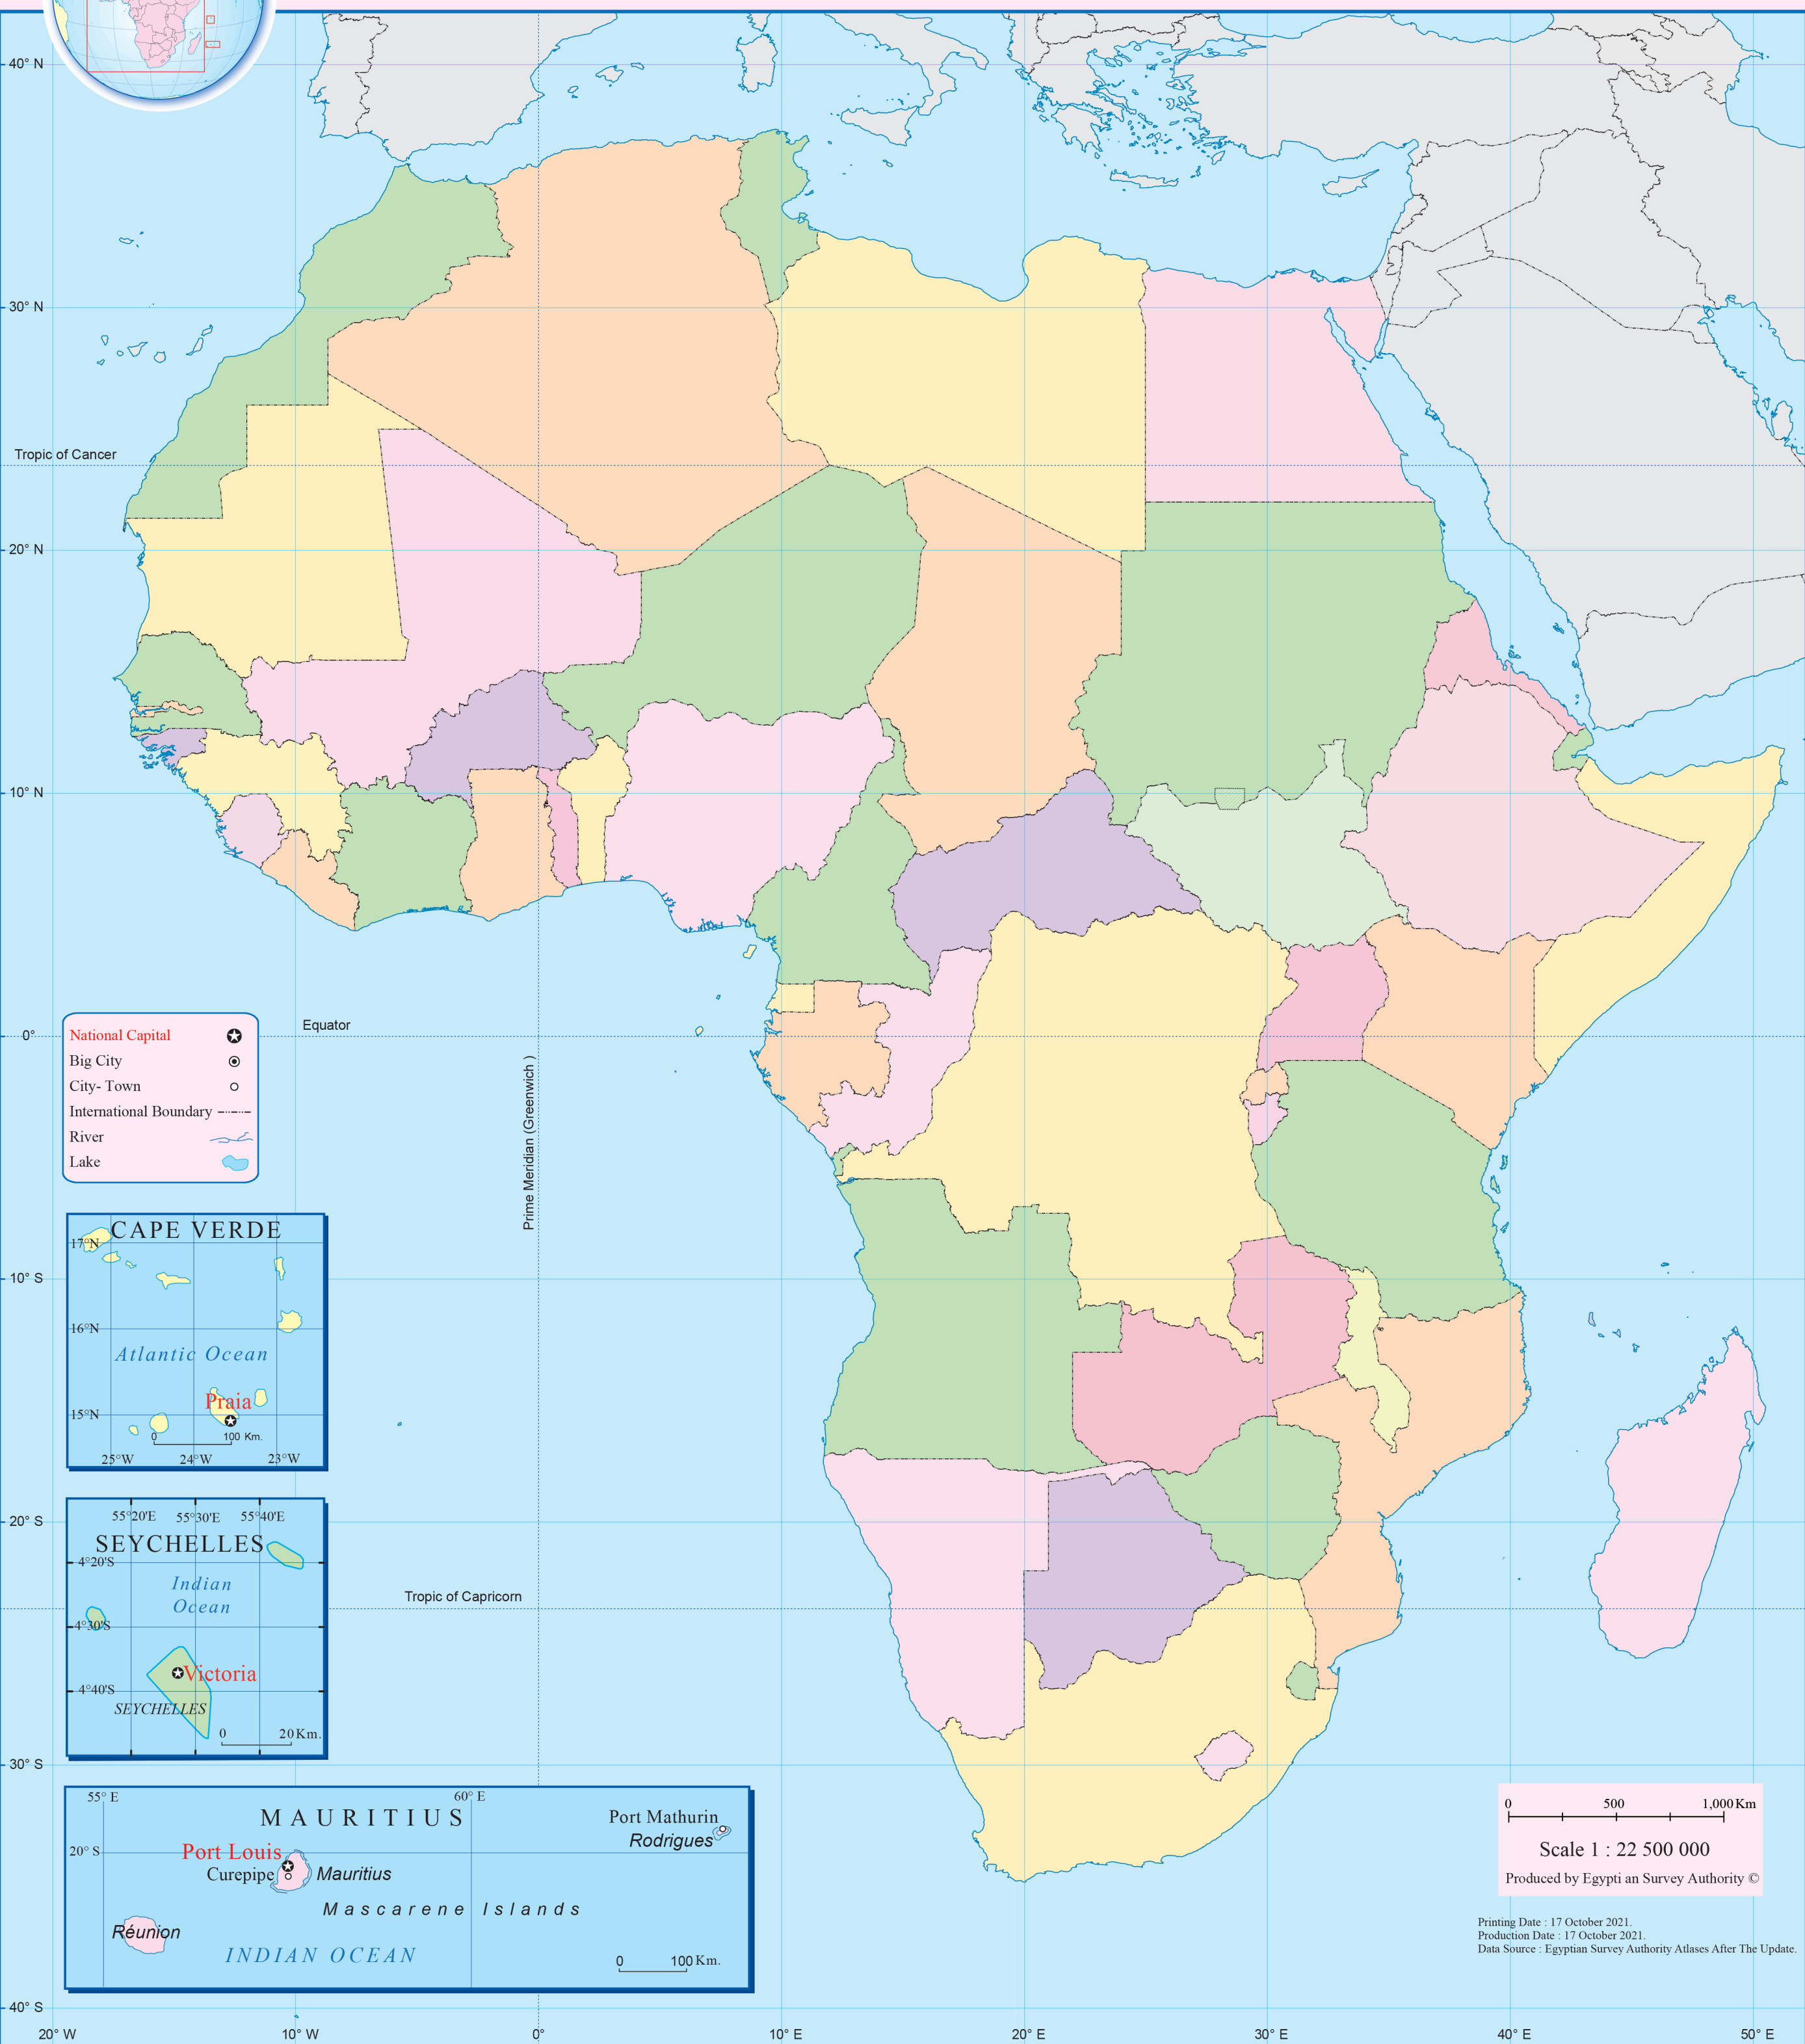 40° N
30° N
Tropic of Cancer
20° N
10° N
Equator
0°
Prime Meridian (Greenwich )
National Capital
Big City
City- Town
International Boundary
River
Lake
CAPE VERDE
17°N
16°N
Atlantic Ocean
Praia
15°N
0 100 Km.
25°W 24°W 23°W
10° S
55°20'E 55°30'E 55°40'E
SEYCHELLES
4°20'S
Indian
Ocean
4°30'S
Victoria
4°40'S
SEYCHELLES
0 20 Km.
20° S
Tropic of Capricorn
30° S
55° E 60° E
MAURITIUS
Port Mathurin
Rodrigues
20° S
Port Louis
Curepipe
Mauritius
Mascarene Islands
Réunion
INDIAN OCEAN
0 100 Km.
0 500 1,000 Km
Scale 1 : 22 500 000
Produced by Egypti an Survey Authority ©
Printing Date : 17 October 2021.
Production Date : 17 October 2021.
Data Source : Egyptian Survey Authority Atlases After The Update.
40° S
20° W 10° W 0° 10° E 20° E 30° E 40° E 50° E